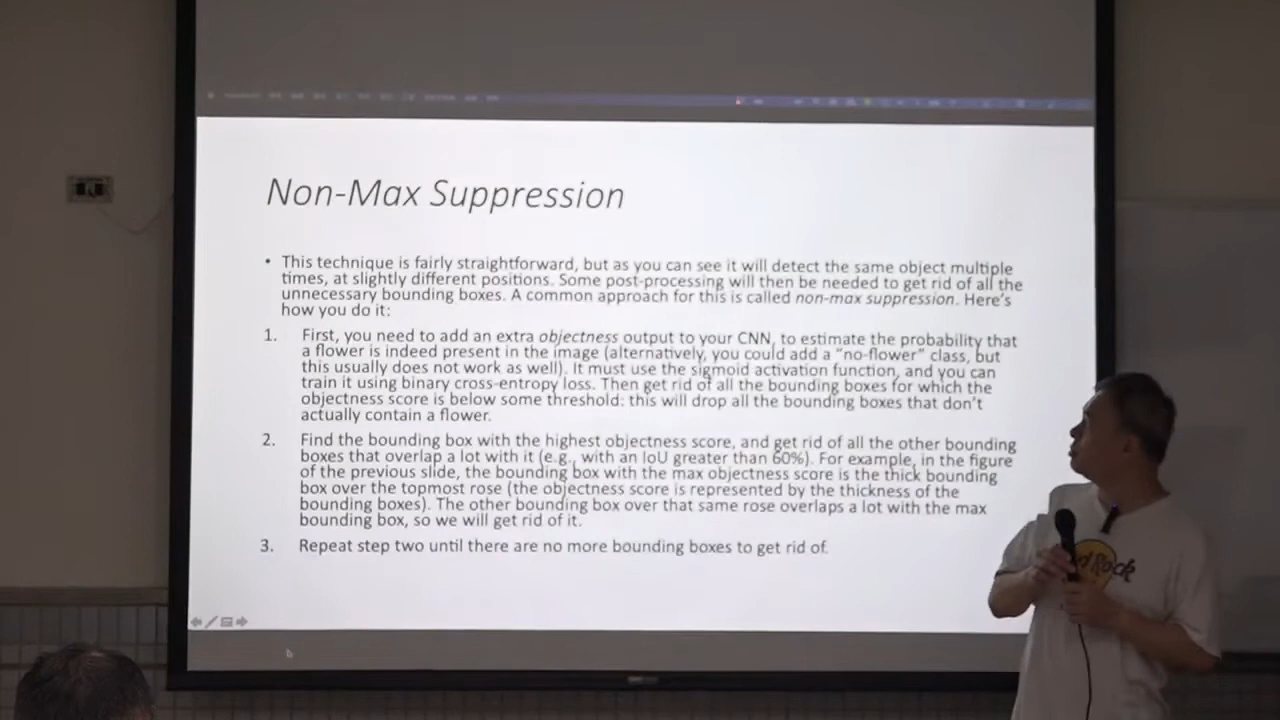 Non-Max Suppression
• This technique is fairly straightforward, but as you can see it will detect the same object multiple
times, at slightly different positions. Some post-processing will then be needed to get rid of all the
unnecessary bounding boxes. A common approach for this is called non-max suppression. Here's
how you do it:
1. First, you need to add an extra objectness output to your CNN, to estimate the probability that
a flower is indeed present in the image (alternatively, you could add a "no-flower" class, but
this usually does not work as well). It must use the sigmoid activation function, and you can
train it using binary cross-entropy loss. Then get rid of all the bounding boxes for which the
objectness score is below some threshold: this will drop all the bounding boxes that don't
actually contain a flower.
2. Find the bounding box with the highest objectness score, and get rid of all the other bounding
boxes that overlap a lot with it (e.g., with an IoU greater than 60%). For example, in the figure
of the previous slide, the bounding box with the max objectness score is the thick bounding
box over the topmost rose (the objectness score is represented by the thickness of the
bounding boxes). The other bounding box over that same rose overlaps a lot with the max
bounding box, so we will get rid of it.
3. Repeat step two until there are no more bounding boxes to get rid of.
Rock